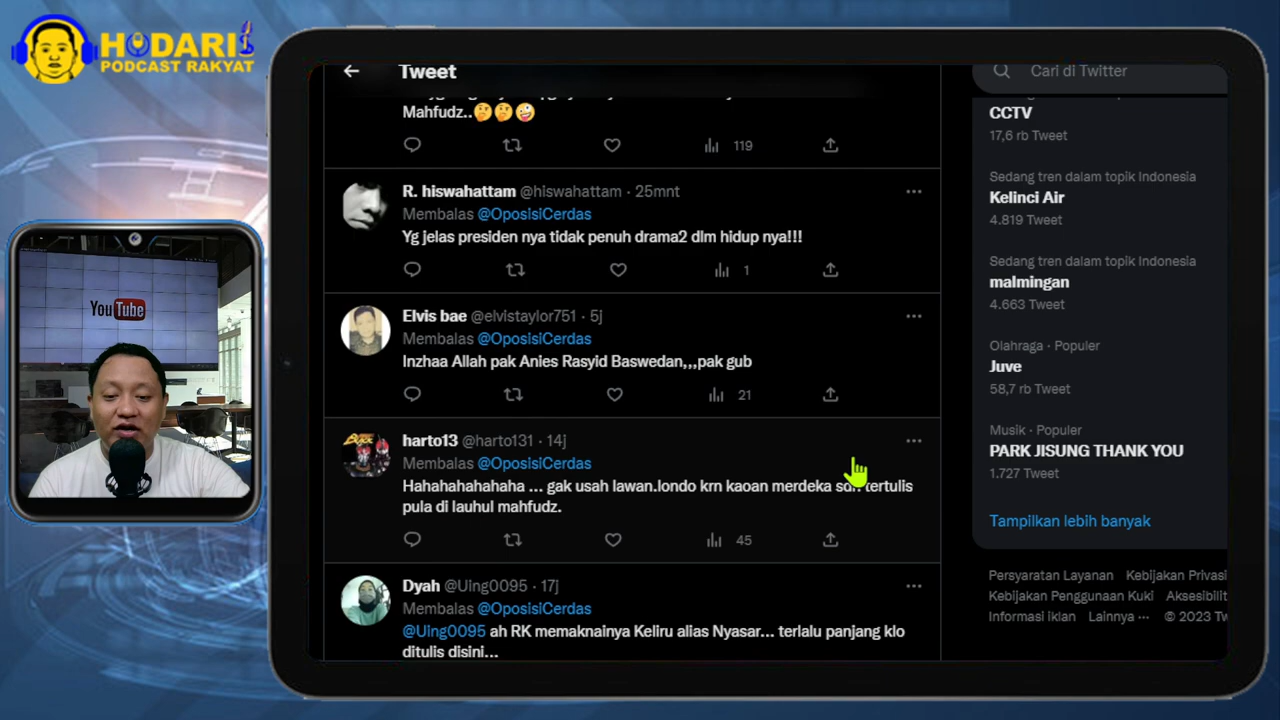 HODARI
PODCAST RAKYAT
YouTube
Tweet
Mahfudz..🤔🤔🤪
119
R. hiswahattam @hiswahattam · 25mnt
Membalas @OposisiCerdas
Yg jelas presiden nya tidak penuh drama2 dlm hidup nya!!!
1
Elvis bae @elvistaylor751 · 5j
Membalas @OposisiCerdas
Inzhaa Allah pak Anies Rasyid Baswedan,,,pak gub
21
harto13 @harto131 · 14j
Membalas @OposisiCerdas
Hahahahahahaha ... gak usah lawan.londo krn kaoan merdeka sdh tertulis
pula di lauhul mahfudz.
45
Dyah @Uing0095 · 17j
Membalas @OposisiCerdas
@Uing0095 ah RK memaknainya Keliru alias Nyasar... terlalu panjang klo
ditulis disini...
Cari di Twitter
CCTV
17,6 rb Tweet
Sedang tren dalam topik Indonesia
Kelinci Air
4.819 Tweet
Sedang tren dalam topik Indonesia
malmingan
4.663 Tweet
Olahraga · Populer
Juve
58,7 rb Tweet
Musik · Populer
PARK JISUNG THANK YOU
1.727 Tweet
Tampilkan lebih banyak
Persyaratan Layanan Kebijakan Privasi
Kebijakan Penggunaan Kuki Aksesibilit
Informasi iklan Lainnya ··· © 2023 Tw